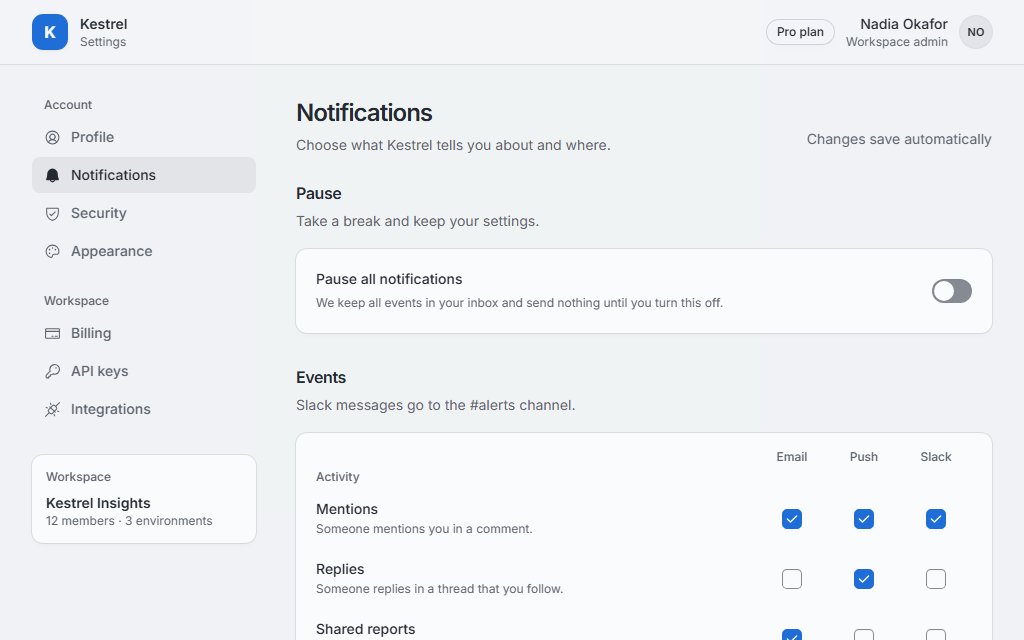 K
Kestrel
Settings
Pro plan
Nadia Okafor
Workspace admin
NO
Account
Profile
Notifications
Security
Appearance
Workspace
Billing
API keys
Integrations
Workspace
Kestrel Insights
12 members · 3 environments
Notifications
Choose what Kestrel tells you about and where.
Changes save automatically
Pause
Take a break and keep your settings.
Pause all notifications
We keep all events in your inbox and send nothing until you turn this off.
Events
Slack messages go to the #alerts channel.
Email Push Slack
Activity
Mentions
Someone mentions you in a comment.
Replies
Someone replies in a thread that you follow.
Shared reports